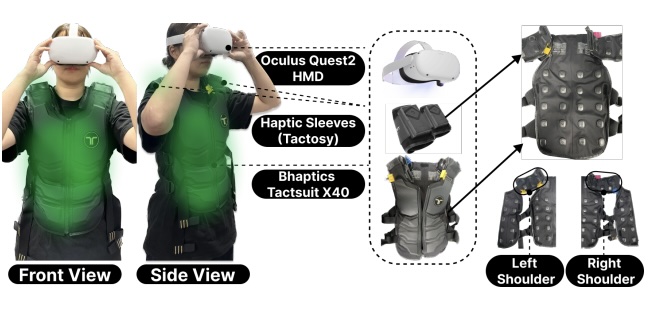 Oculus Quest2
HMD
Haptic Sleeves
(Tactosy)
Bhaptics
Tactsuit X40
Front View
Side View
Left
Shoulder
Right
Shoulder